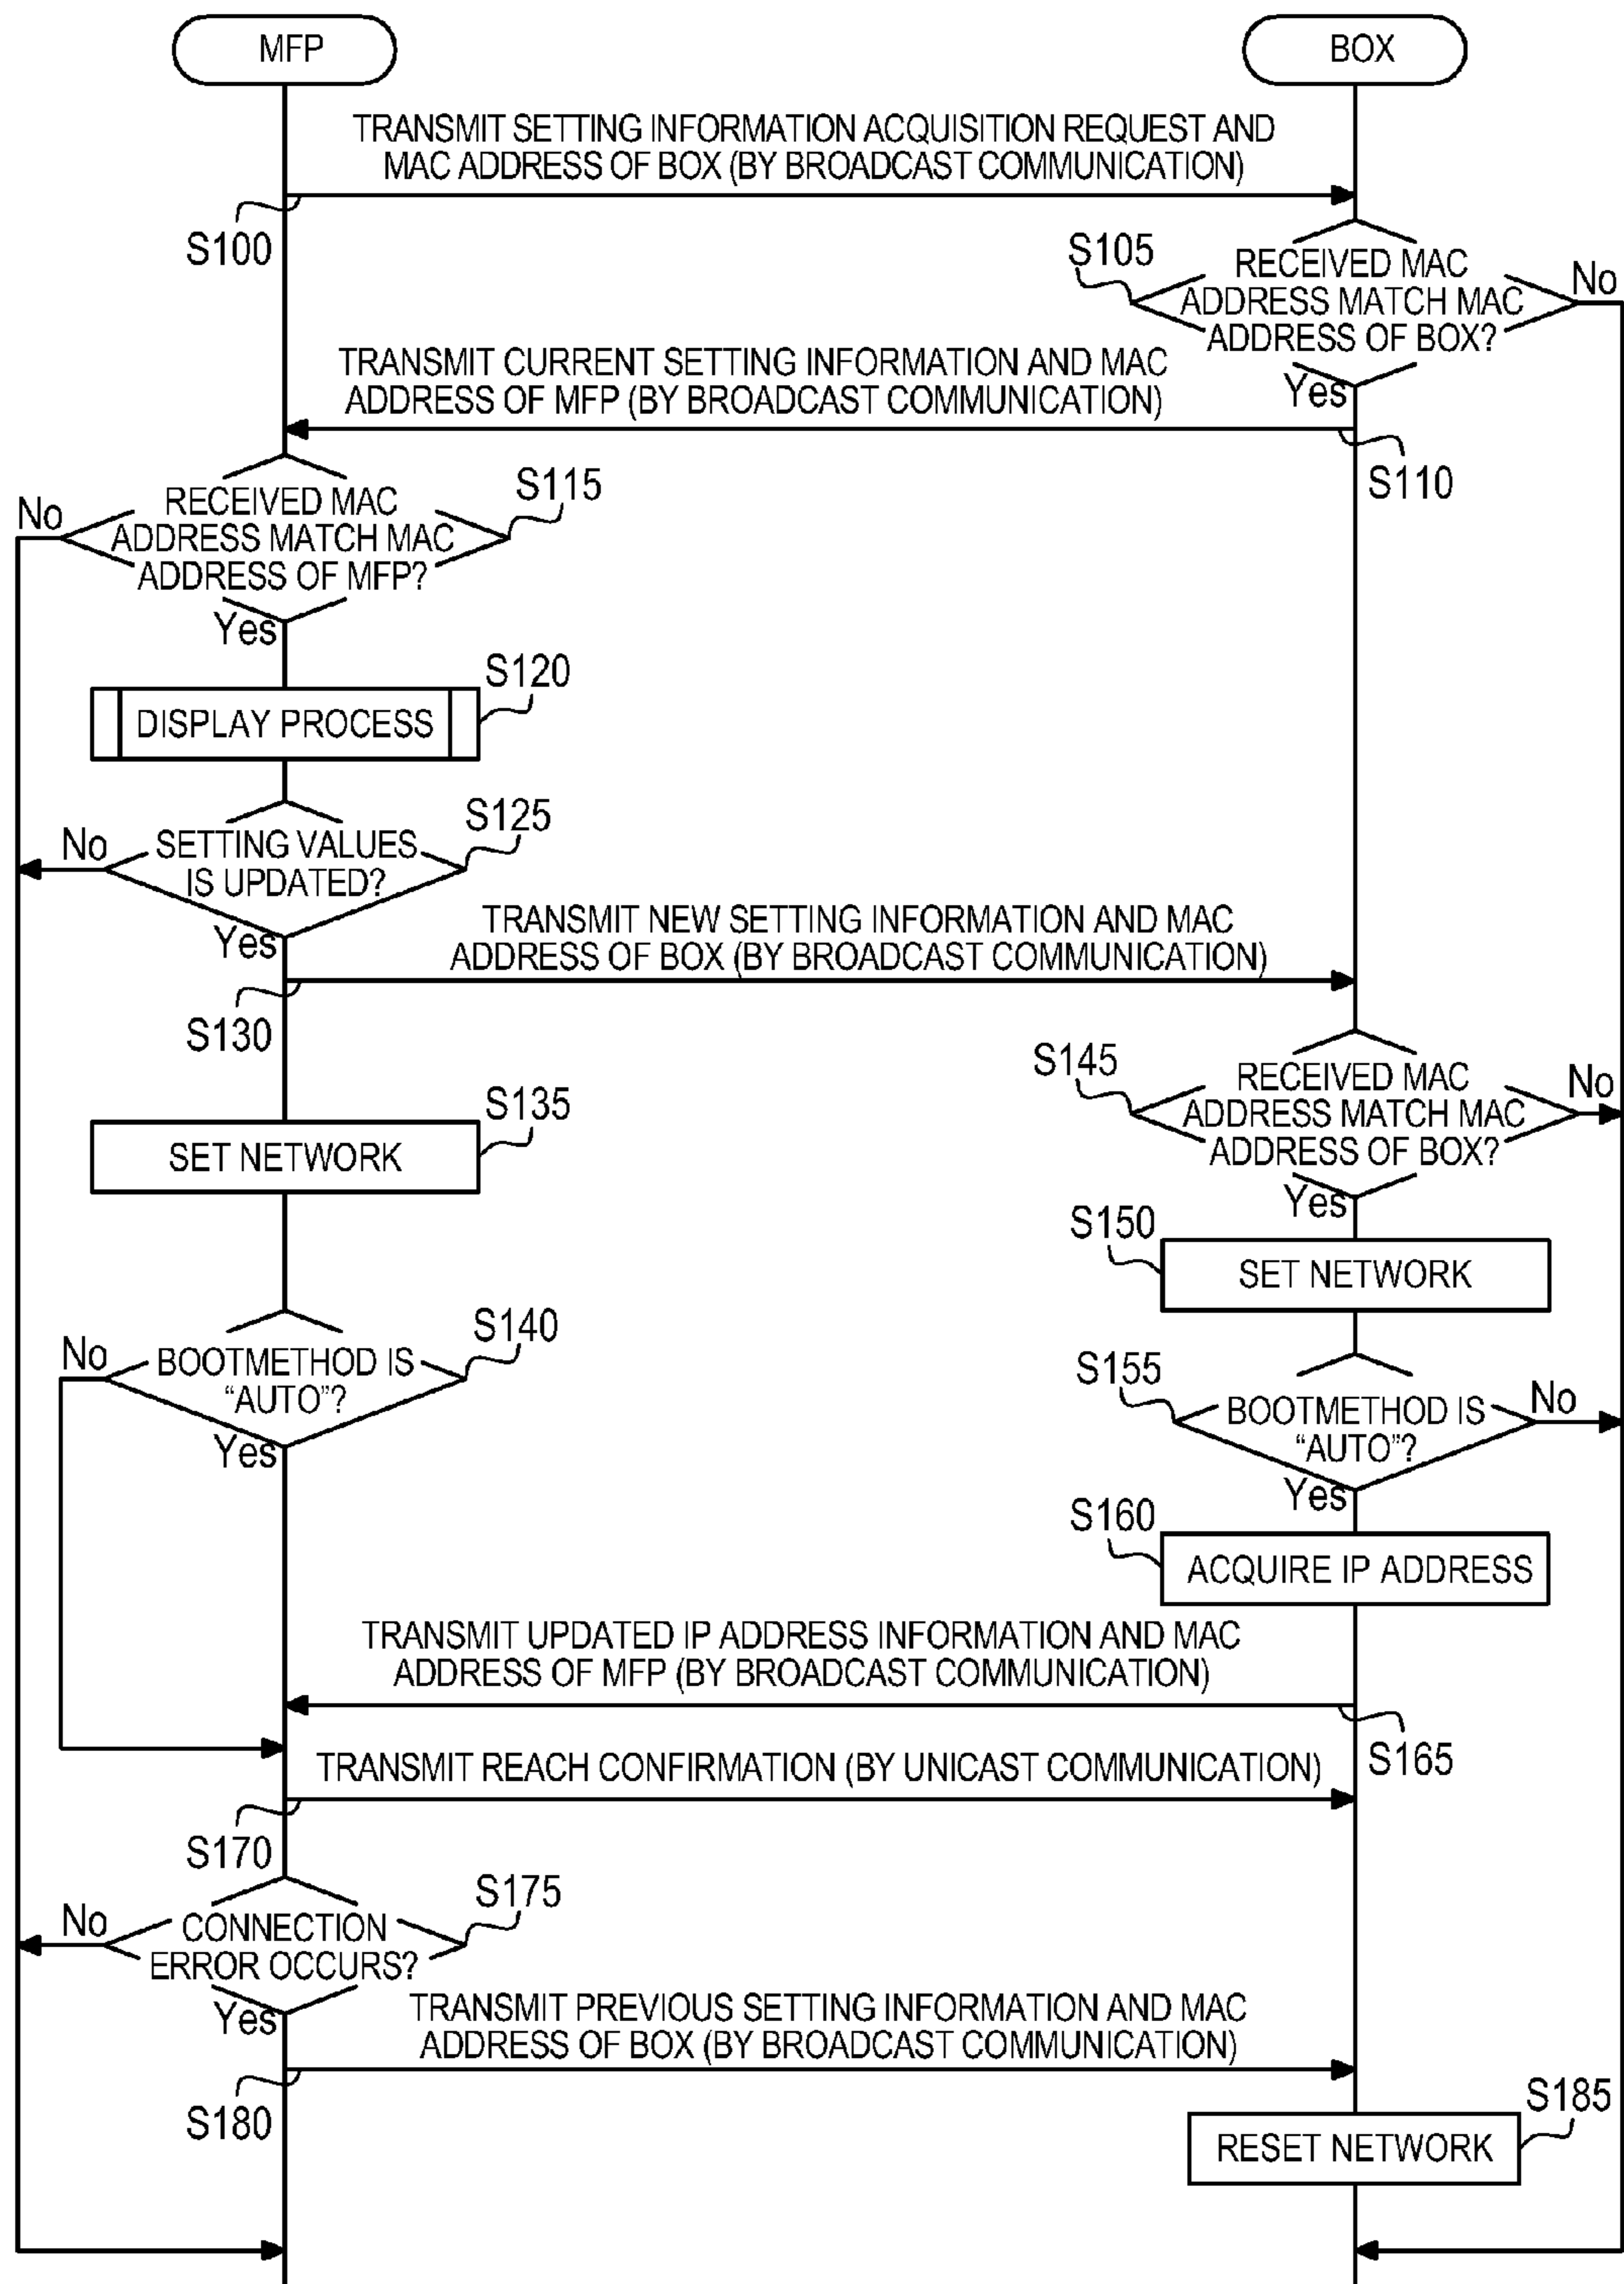 MFP
BOX
TRANSMIT SETTING INFORMATION ACQUISITION REQUEST AND
MAC ADDRESS OF BOX (BY BROADCAST COMMUNICATION)
S100
S105
RECEIVED MAC
ADDRESS MATCH MAC
ADDRESS OF BOX?
No
Yes
TRANSMIT CURRENT SETTING INFORMATION AND MAC
ADDRESS OF MFP (BY BROADCAST COMMUNICATION)
S110
S115
RECEIVED MAC
ADDRESS MATCH MAC
ADDRESS OF MFP?
No
Yes
S120
DISPLAY PROCESS
S125
SETTING VALUES
IS UPDATED?
No
Yes
TRANSMIT NEW SETTING INFORMATION AND MAC
ADDRESS OF BOX (BY BROADCAST COMMUNICATION)
S130
S135
SET NETWORK
S145
RECEIVED MAC
ADDRESS MATCH MAC
ADDRESS OF BOX?
No
Yes
S150
SET NETWORK
S140
BOOTMETHOD IS
“AUTO”?
No
Yes
S155
BOOTMETHOD IS
“AUTO”?
No
Yes
S160
ACQUIRE IP ADDRESS
TRANSMIT UPDATED IP ADDRESS INFORMATION AND MAC
ADDRESS OF MFP (BY BROADCAST COMMUNICATION)
S165
TRANSMIT REACH CONFIRMATION (BY UNICAST COMMUNICATION)
S170
S175
CONNECTION
ERROR OCCURS?
No
Yes
TRANSMIT PREVIOUS SETTING INFORMATION AND MAC
ADDRESS OF BOX (BY BROADCAST COMMUNICATION)
S180
S185
RESET NETWORK